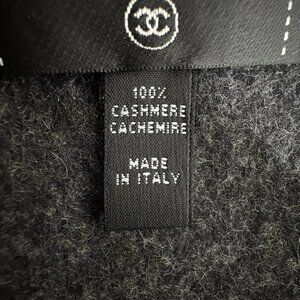 100%
CASHMERE
CACHEMIRE
MADE
IN ITALY